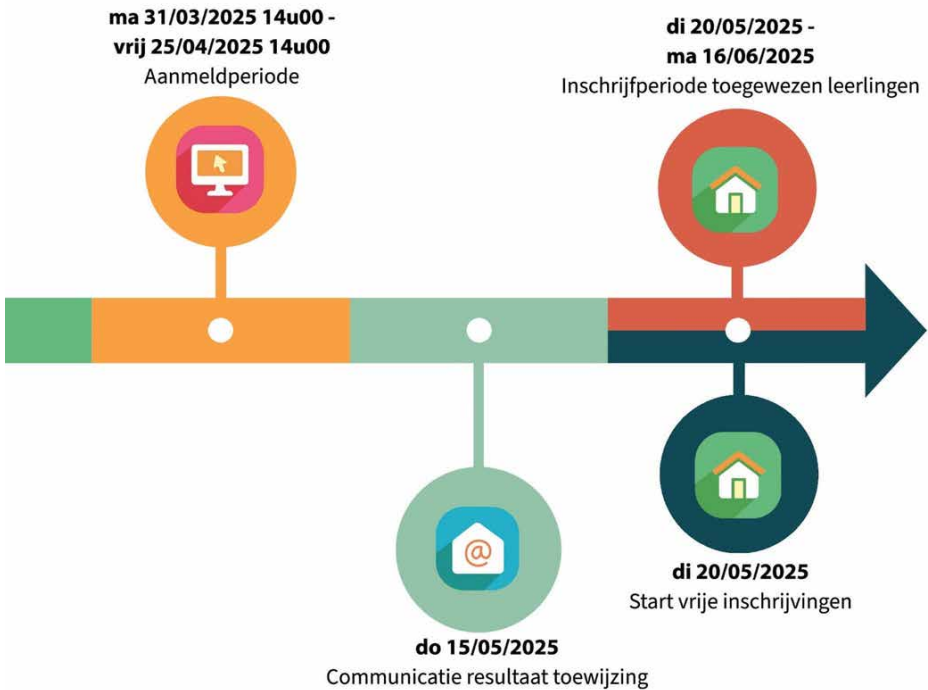 ma 31/03/2025 14u00 -
vrij 25/04/2025 14u00
Aanmeldperiode
di 20/05/2025 -
ma 16/06/2025
Inschrijfperiode toegewezen leerlingen
@
di 20/05/2025
Start vrije inschrijvingen
do 15/05/2025
Communicatie resultaat toewijzing